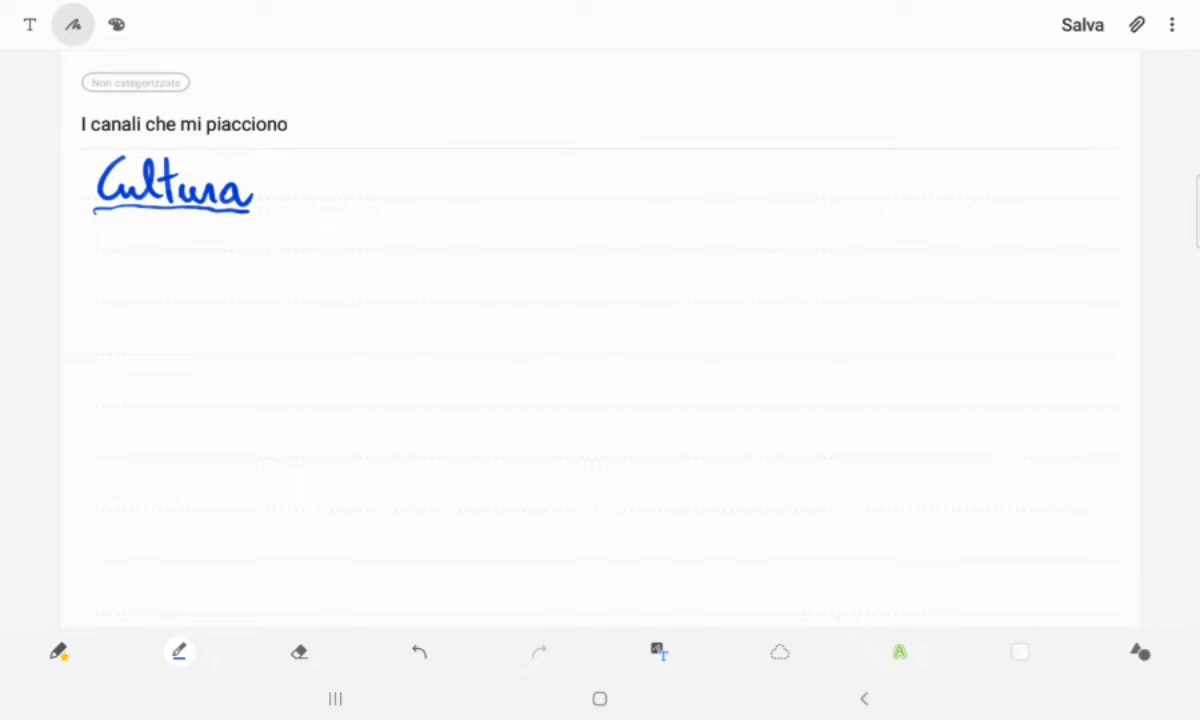 T
Salva
Non categorizzate
I canali che mi piacciono
Cultura
T
A